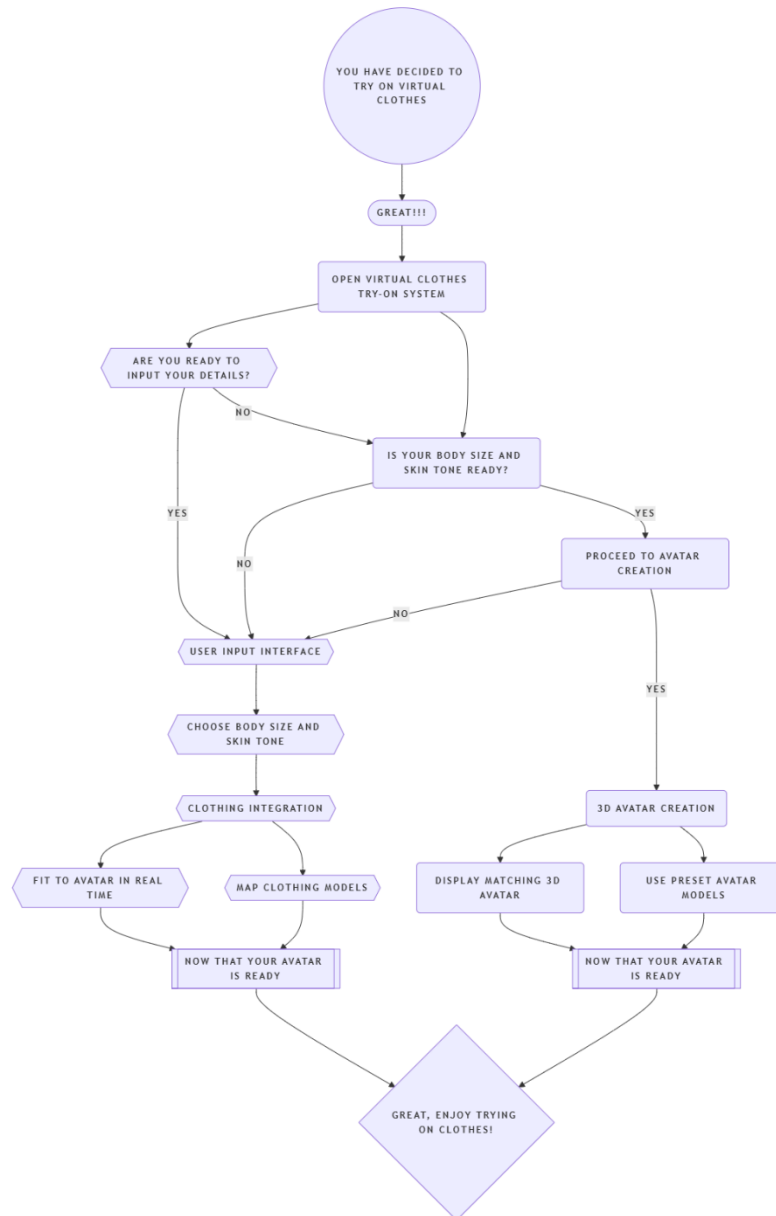 YOU HAVE DECIDED TO
TRY ON VIRTUAL
CLOTHES
GREAT!!!
OPEN VIRTUAL CLOTHES
TRY-ON SYSTEM
ARE YOU READY TO
INPUT YOUR DETAILS?
NO
IS YOUR BODY SIZE AND
SKIN TONE READY?
YES
YES
NO
PROCEED TO AVATAR
CREATION
NO
USER INPUT INTERFACE
YES
CHOOSE BODY SIZE AND
SKIN TONE
CLOTHING INTEGRATION
3D AVATAR CREATION
FIT TO AVATAR IN REAL
TIME
MAP CLOTHING MODELS
DISPLAY MATCHING 3D
AVATAR
USE PRESET AVATAR
MODELS
NOW THAT YOUR AVATAR
IS READY
NOW THAT YOUR AVATAR
IS READY
GREAT, ENJOY TRYING
ON CLOTHES!